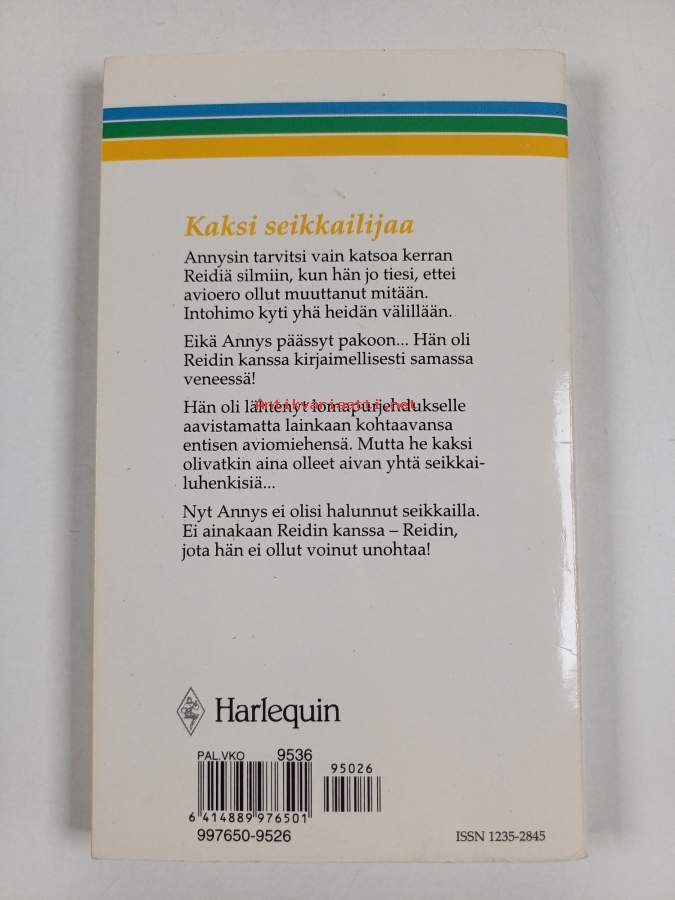 Kaksi seikkailijaa
Annysin tarvitsi vain katsoa kerran
Reidiä silmiin, kun hän jo tiesi, ettei
avioero ollut muuttanut mitään.
Intohimo kyti yhä heidän välillään.
Eikä Annys päässyt pakoon... Hän oli
Reidin kanssa kirjaimellisesti samassa
veneessä!
Hän oli lähtenyt lomapurjehdukselle
Antikvariaatti.net
aavistamatta lainkaan kohtaavansa
entisen aviomiehensä. Mutta he kaksi
olivatkin aina olleet aivan yhtä seikkai-
luhenkisiä...
Nyt Annys ei olisi halunnut seikkailla.
Ei ainakaan Reidin kanssa – Reidin,
jota hän ei ollut voinut unohtaa!
Harlequin
PAL.VKO 9536
95026
6 414889 976501
997650-9526
ISSN 1235-2845